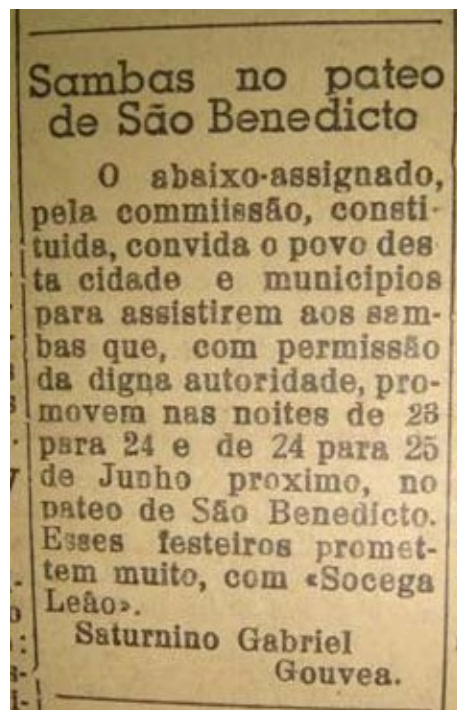 Sambas no pateo
de São Benedicto
O abaixo-assignado,
pela commiissão, consti-
tuida, convida o povo des
ta cidade e municipios
para assistirem aos sam-
bas que, com permissão
da digna autoridade, pro-
movem nas noites de 23
para 24 e de 24 para 25
de Junho proximo, no
pateo de São Benedicto.
Esses festeiros promet-
tem muito, com «Socega
Leão».
Saturnino Gabriel
Gouvea.